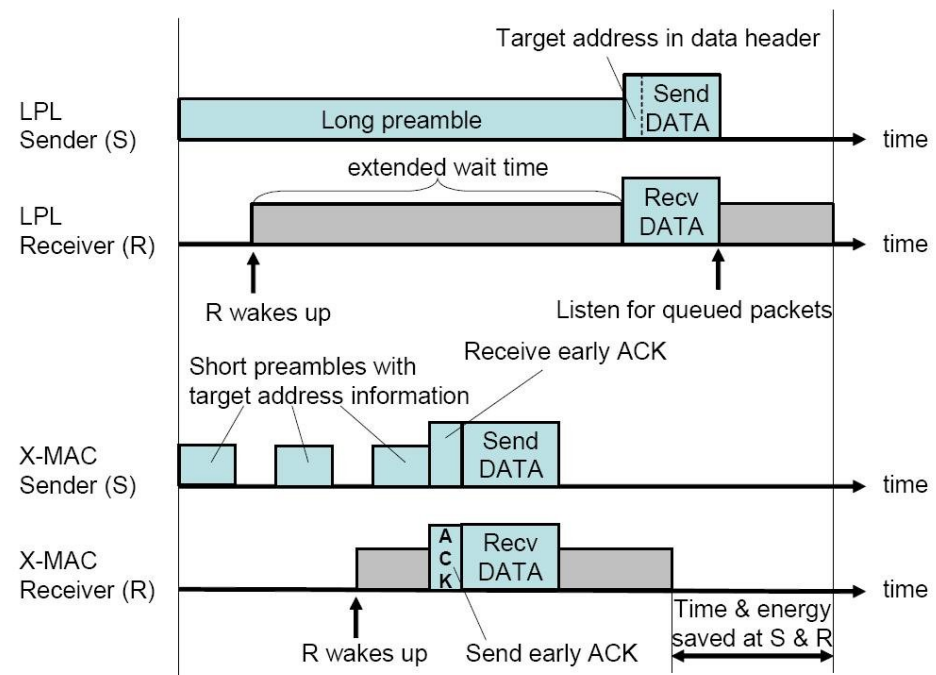 Target address in data header
LPL
Sender (S)
Long preamble
Send
DATA
time
extended wait time
LPL
Receiver (R)
Recv
DATA
time
R wakes up
Listen for queued packets
Short preambles with
target address information
Receive early ACK
X-MAC
Sender (S)
Send
DATA
time
X-MAC
Receiver (R)
A
C
K
Recv
DATA
time
R wakes up
Send early ACK
Time & energy
saved at S & R